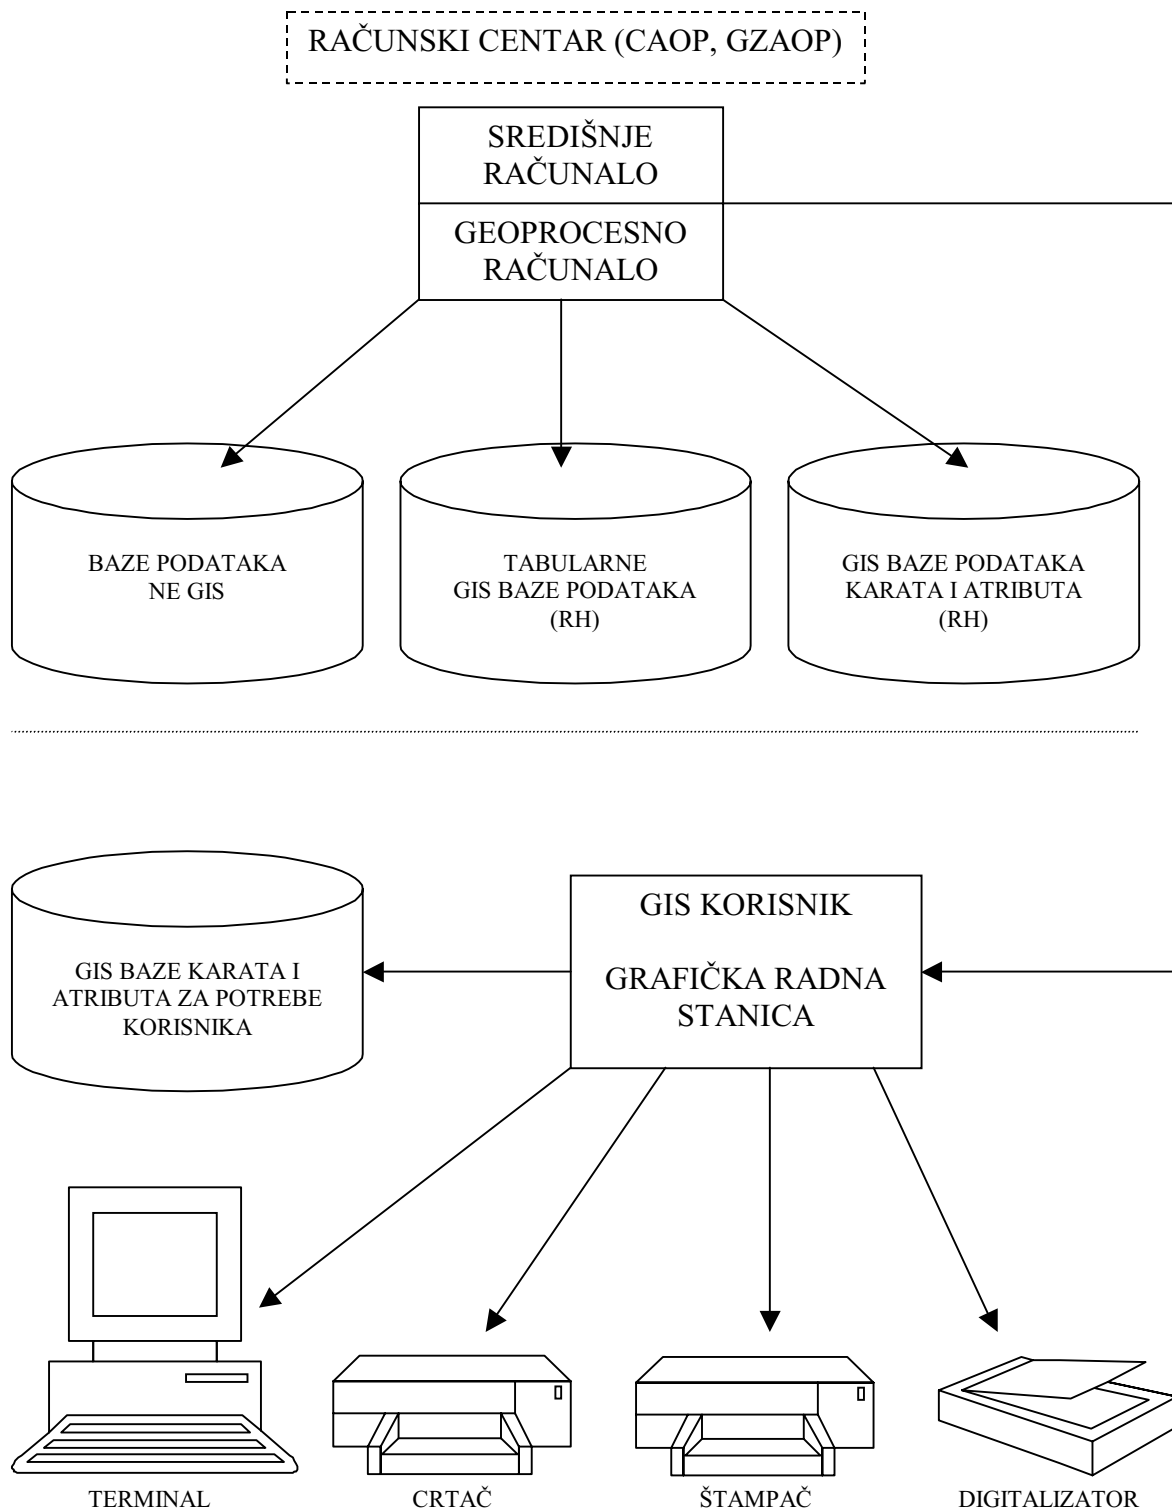 RAČUNSKI CENTAR (CAOP, GZAOP)
SREDIŠNJE
RAČUNALO
GEOPROCESNO
RAČUNALO
BAZE PODATAKA
NE GIS
TABULARNE
GIS BAZE PODATAKA
(RH)
GIS BAZE PODATAKA
KARATA I ATRIBUTA
(RH)
GIS BAZE KARATA I
ATRIBUTA ZA POTREBE
KORISNIKA
GIS KORISNIK
GRAFIČKA RADNA
STANICA
TERMINAL
CRTAČ
ŠTAMPAČ
DIGITALIZATOR